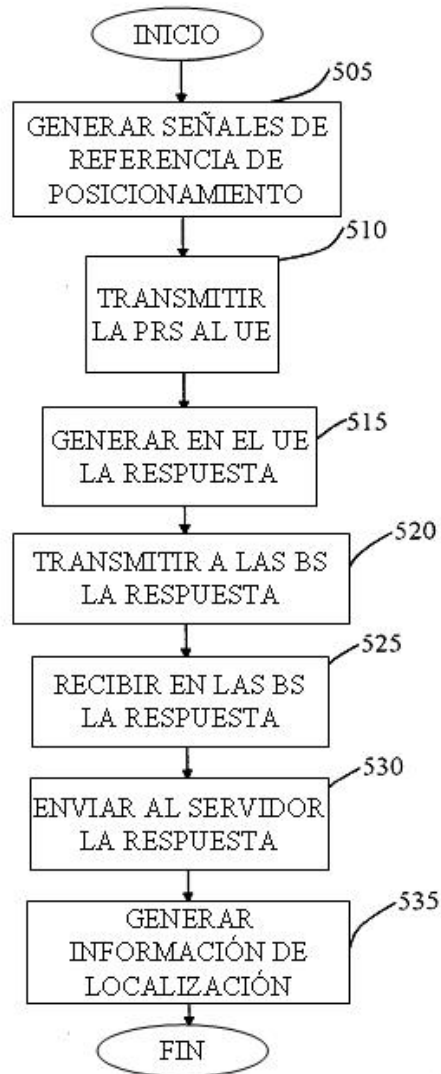 INICIO
505
GENERAR SEÑALES DE
REFERENCIA DE
POSICIONAMIENTO
510
TRANSMITIR
LA PRS AL UE
515
GENERAR EN EL UE
LA RESPUESTA
520
TRANSMITIR A LAS BS
LA RESPUESTA
525
RECIBIR EN LAS BS
LA RESPUESTA
530
ENVIAR AL SERVIDOR
LA RESPUESTA
535
GENERAR
INFORMACIÓN DE
LOCALIZACIÓN
FIN